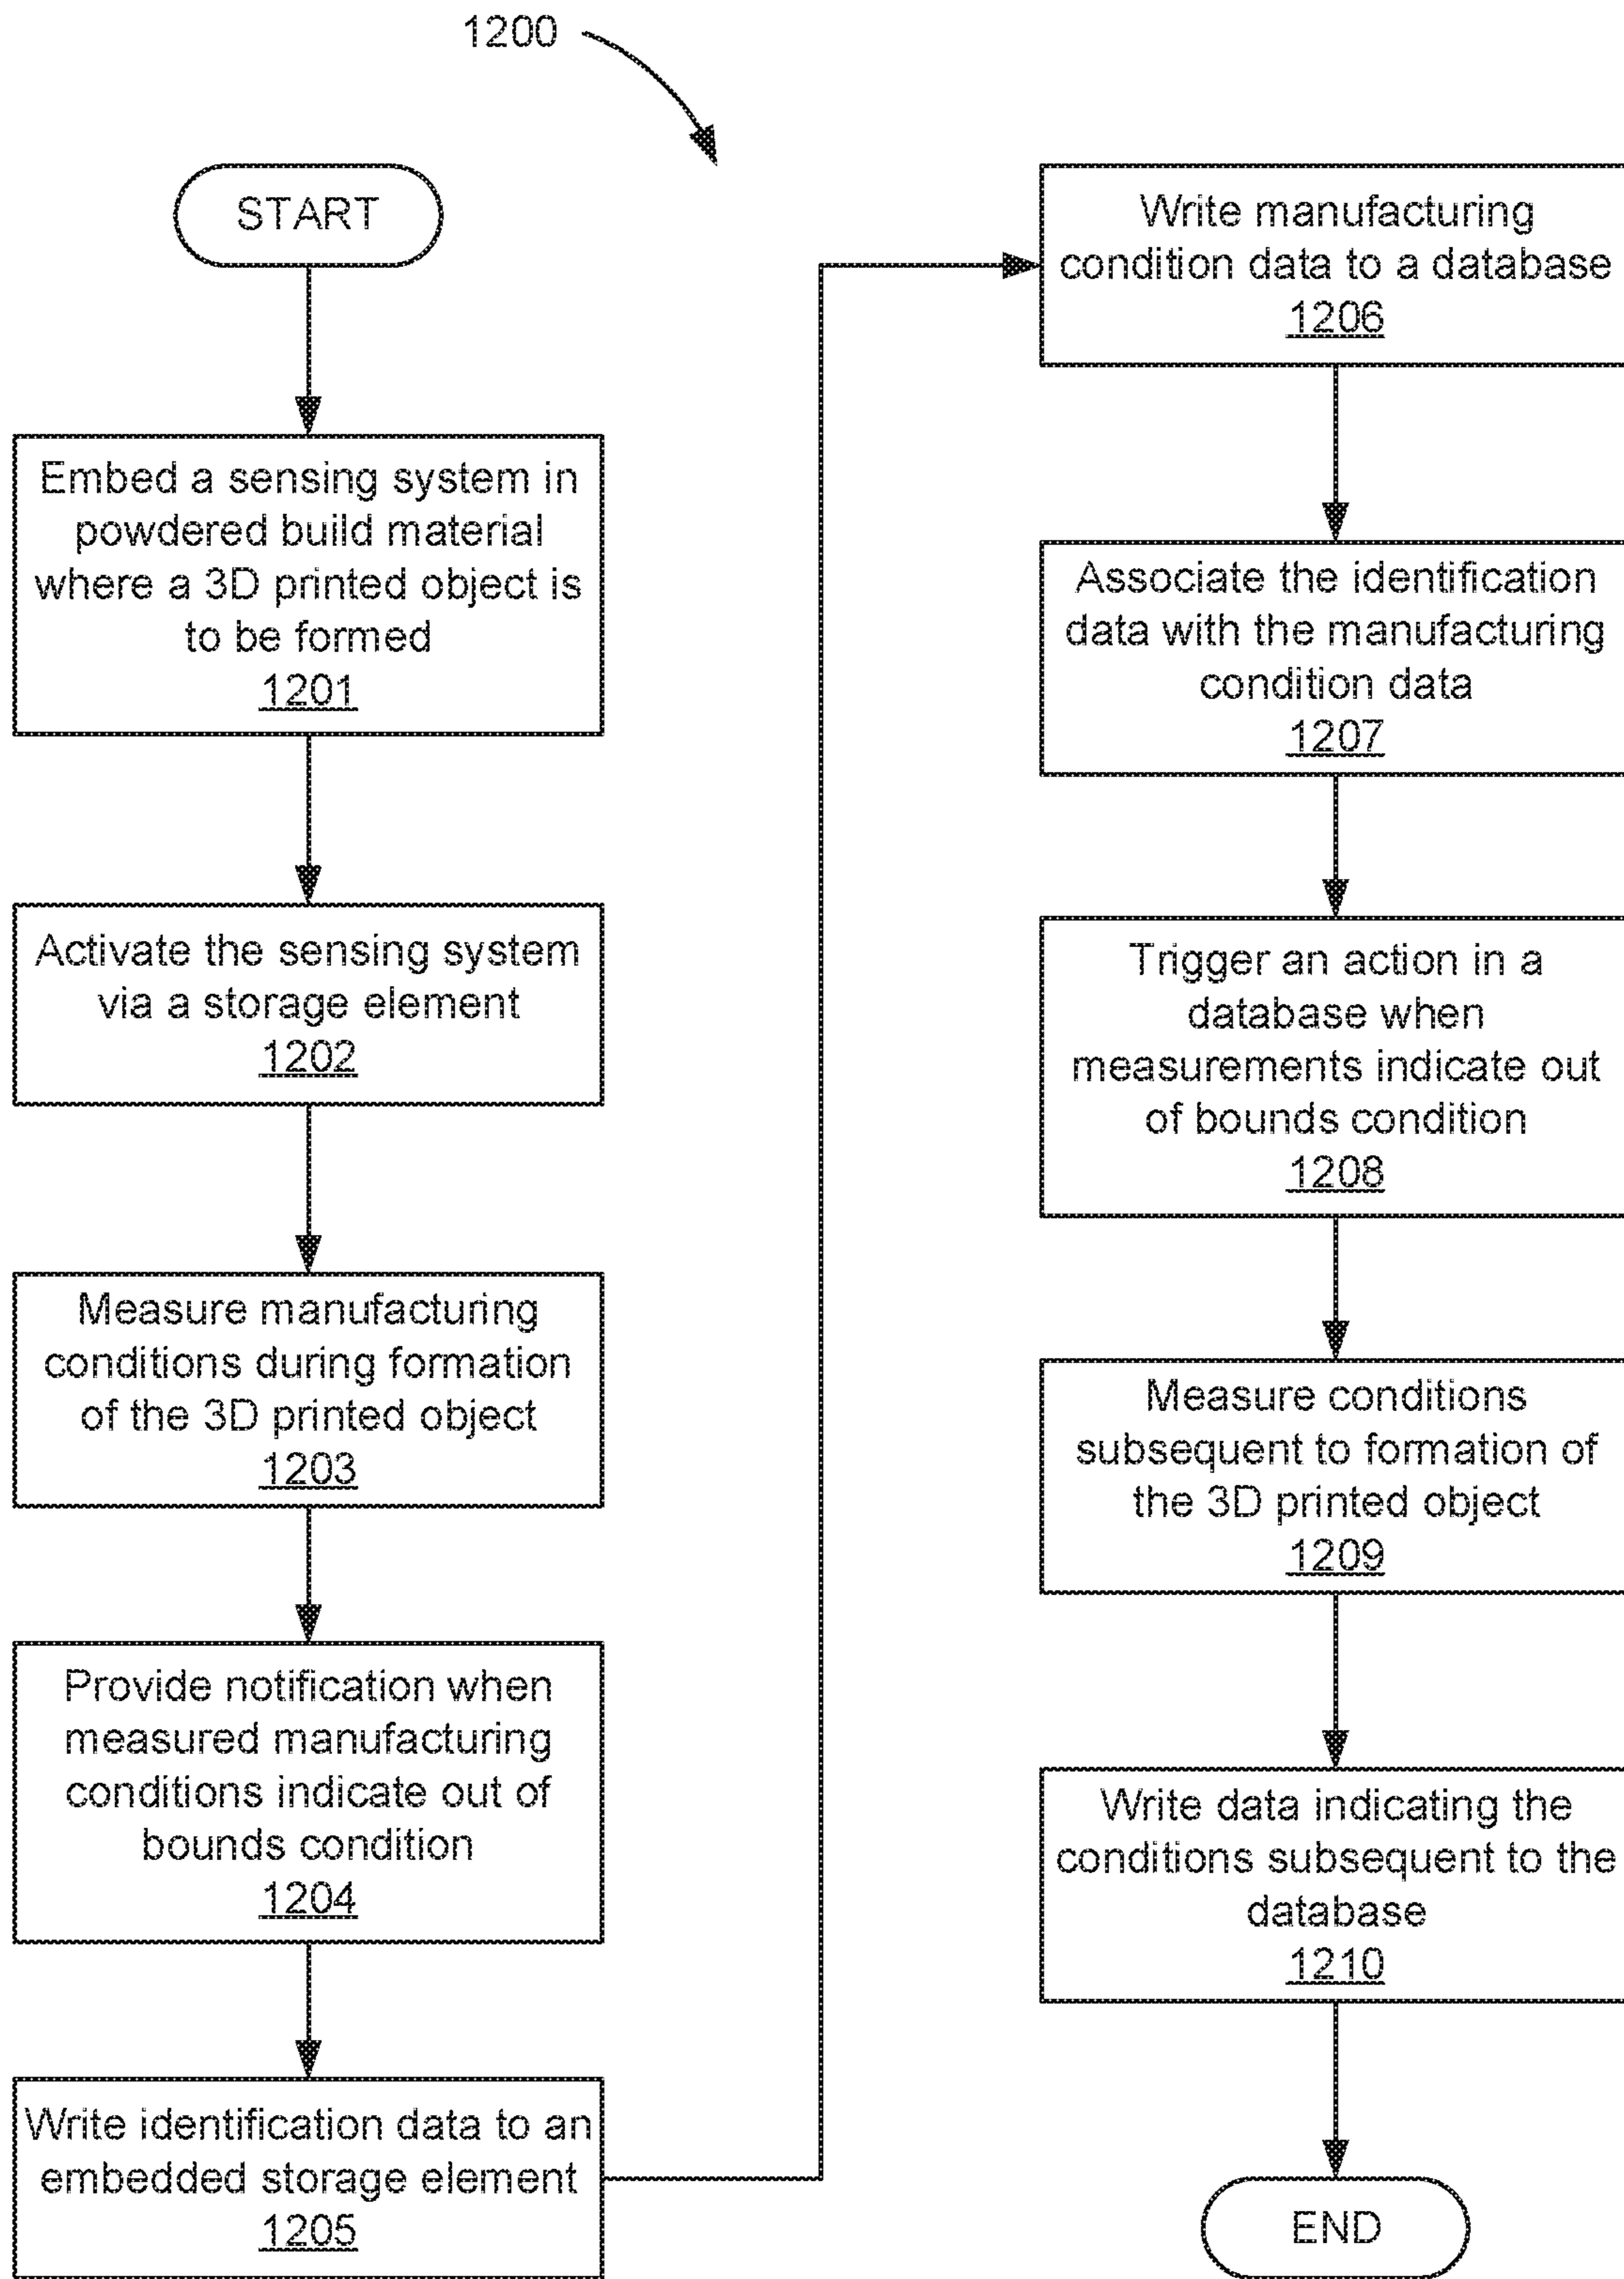 1200
START
Embed a sensing system in
powdered build material
where a 3D printed object is
to be formed
1201
Activate the sensing system
via a storage element
1202
Measure manufacturing
conditions during formation
of the 3D printed object
1203
Provide notification when
measured manufacturing
conditions indicate out of
bounds condition
1204
Write identification data to an
embedded storage element
1205
Write manufacturing
condition data to a database
1206
Associate the identification
data with the manufacturing
condition data
1207
Trigger an action in a
database when
measurements indicate out
of bounds condition
1208
Measure conditions
subsequent to formation of
the 3D printed object
1209
Write data indicating the
conditions subsequent to the
database
1210
END